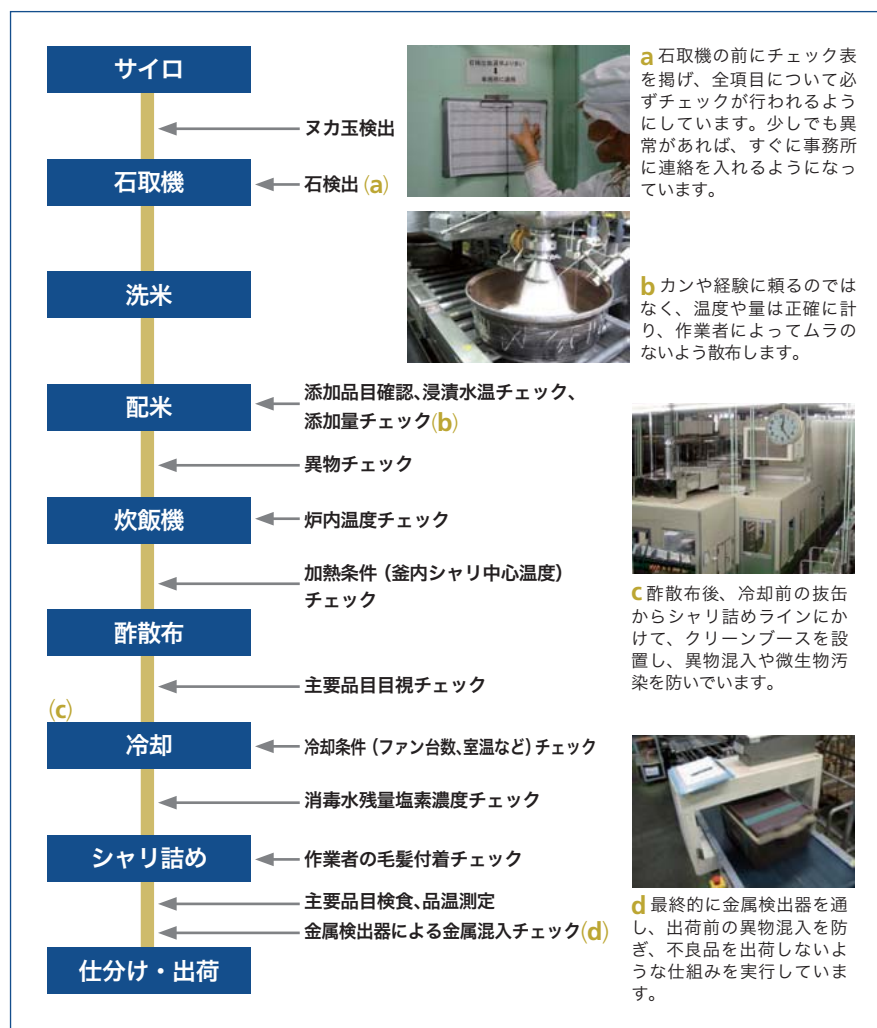 サイロ
ヌカ玉検出
石取機
石検出(a)
洗米
配米
添加品目確認、浸漬水温チェック、
添加量チェック(b)
異物チェック
炊飯機
炉内温度チェック
加熱条件(釜内シャリ中心温度)
チェック
酢散布
主要品目目視チェック
(c)
冷却
冷却条件(ファン台数、室温など)チェック
消毒水残量塩素濃度チェック
シャリ詰め
作業者の毛髪付着チェック
主要品目検食、品温測定
金属検出器による金属混入チェック(d)
仕分け・出荷
a 石取機の前にチェック表
を掲げ、全項目について必
ずチェックが行われるよう
にしています。少しでも異
常があれば、すぐに事務所
に連絡を入れるようになっ
ています。
b カンや経験に頼るのでは
なく、温度や量は正確に計
り、作業者によってムラの
ないよう散布します。
c 酢散布後、冷却前の抜缶
からシャリ詰めラインにか
けて、クリーンブースを設
置し、異物混入や微生物汚
染を防いでいます。
d 最終的に金属検出器を通
し、出荷前の異物混入を防
ぎ、不良品を出荷しないよ
うな仕組みを実行していま
す。